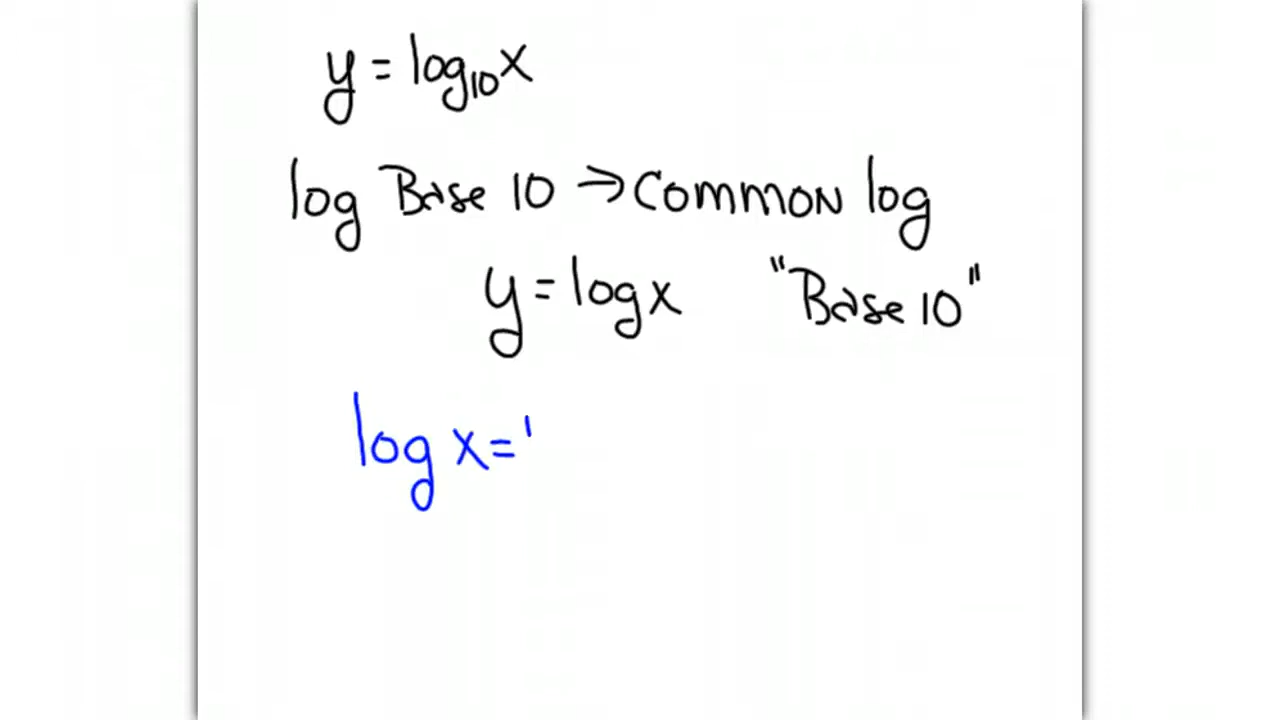 y = log₁₀x
log Base 10 → Common log
y = log x "Base 10"
log x =